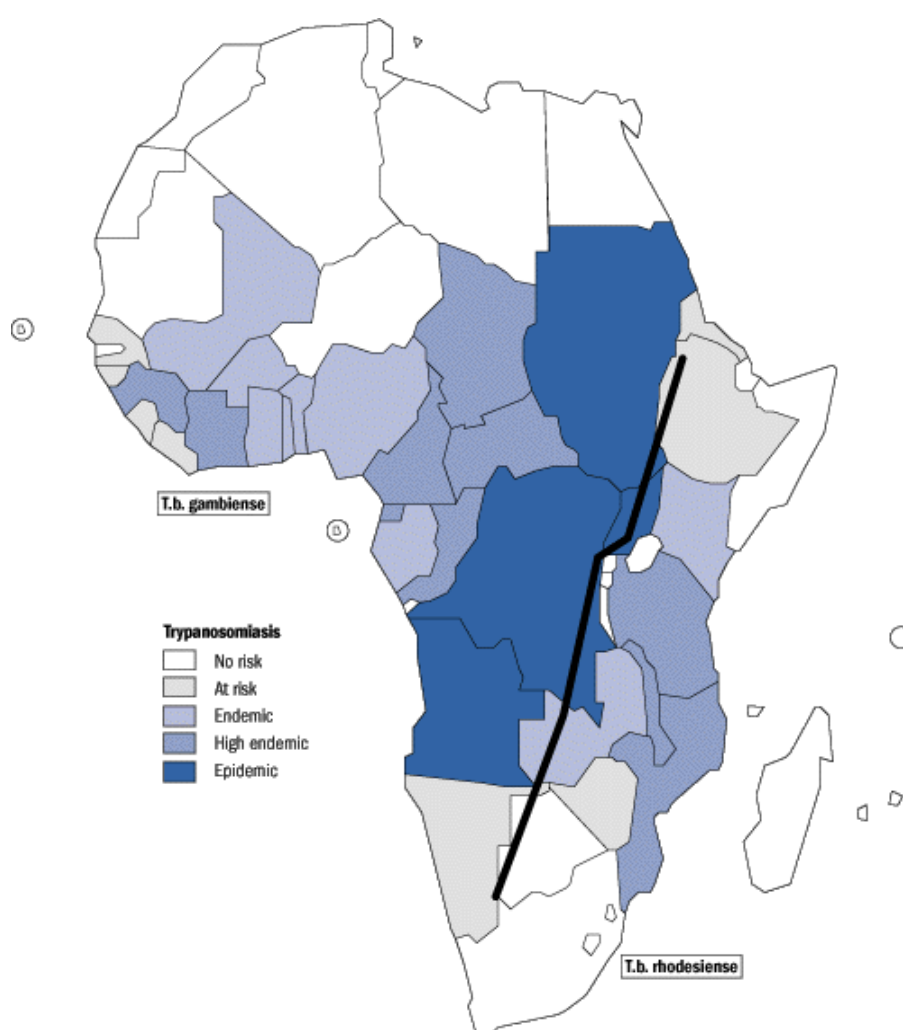 T.b. gambiense
Trypanosomiasis
No risk
At risk
Endemic
High endemic
Epidemic
T.b. rhodesiense